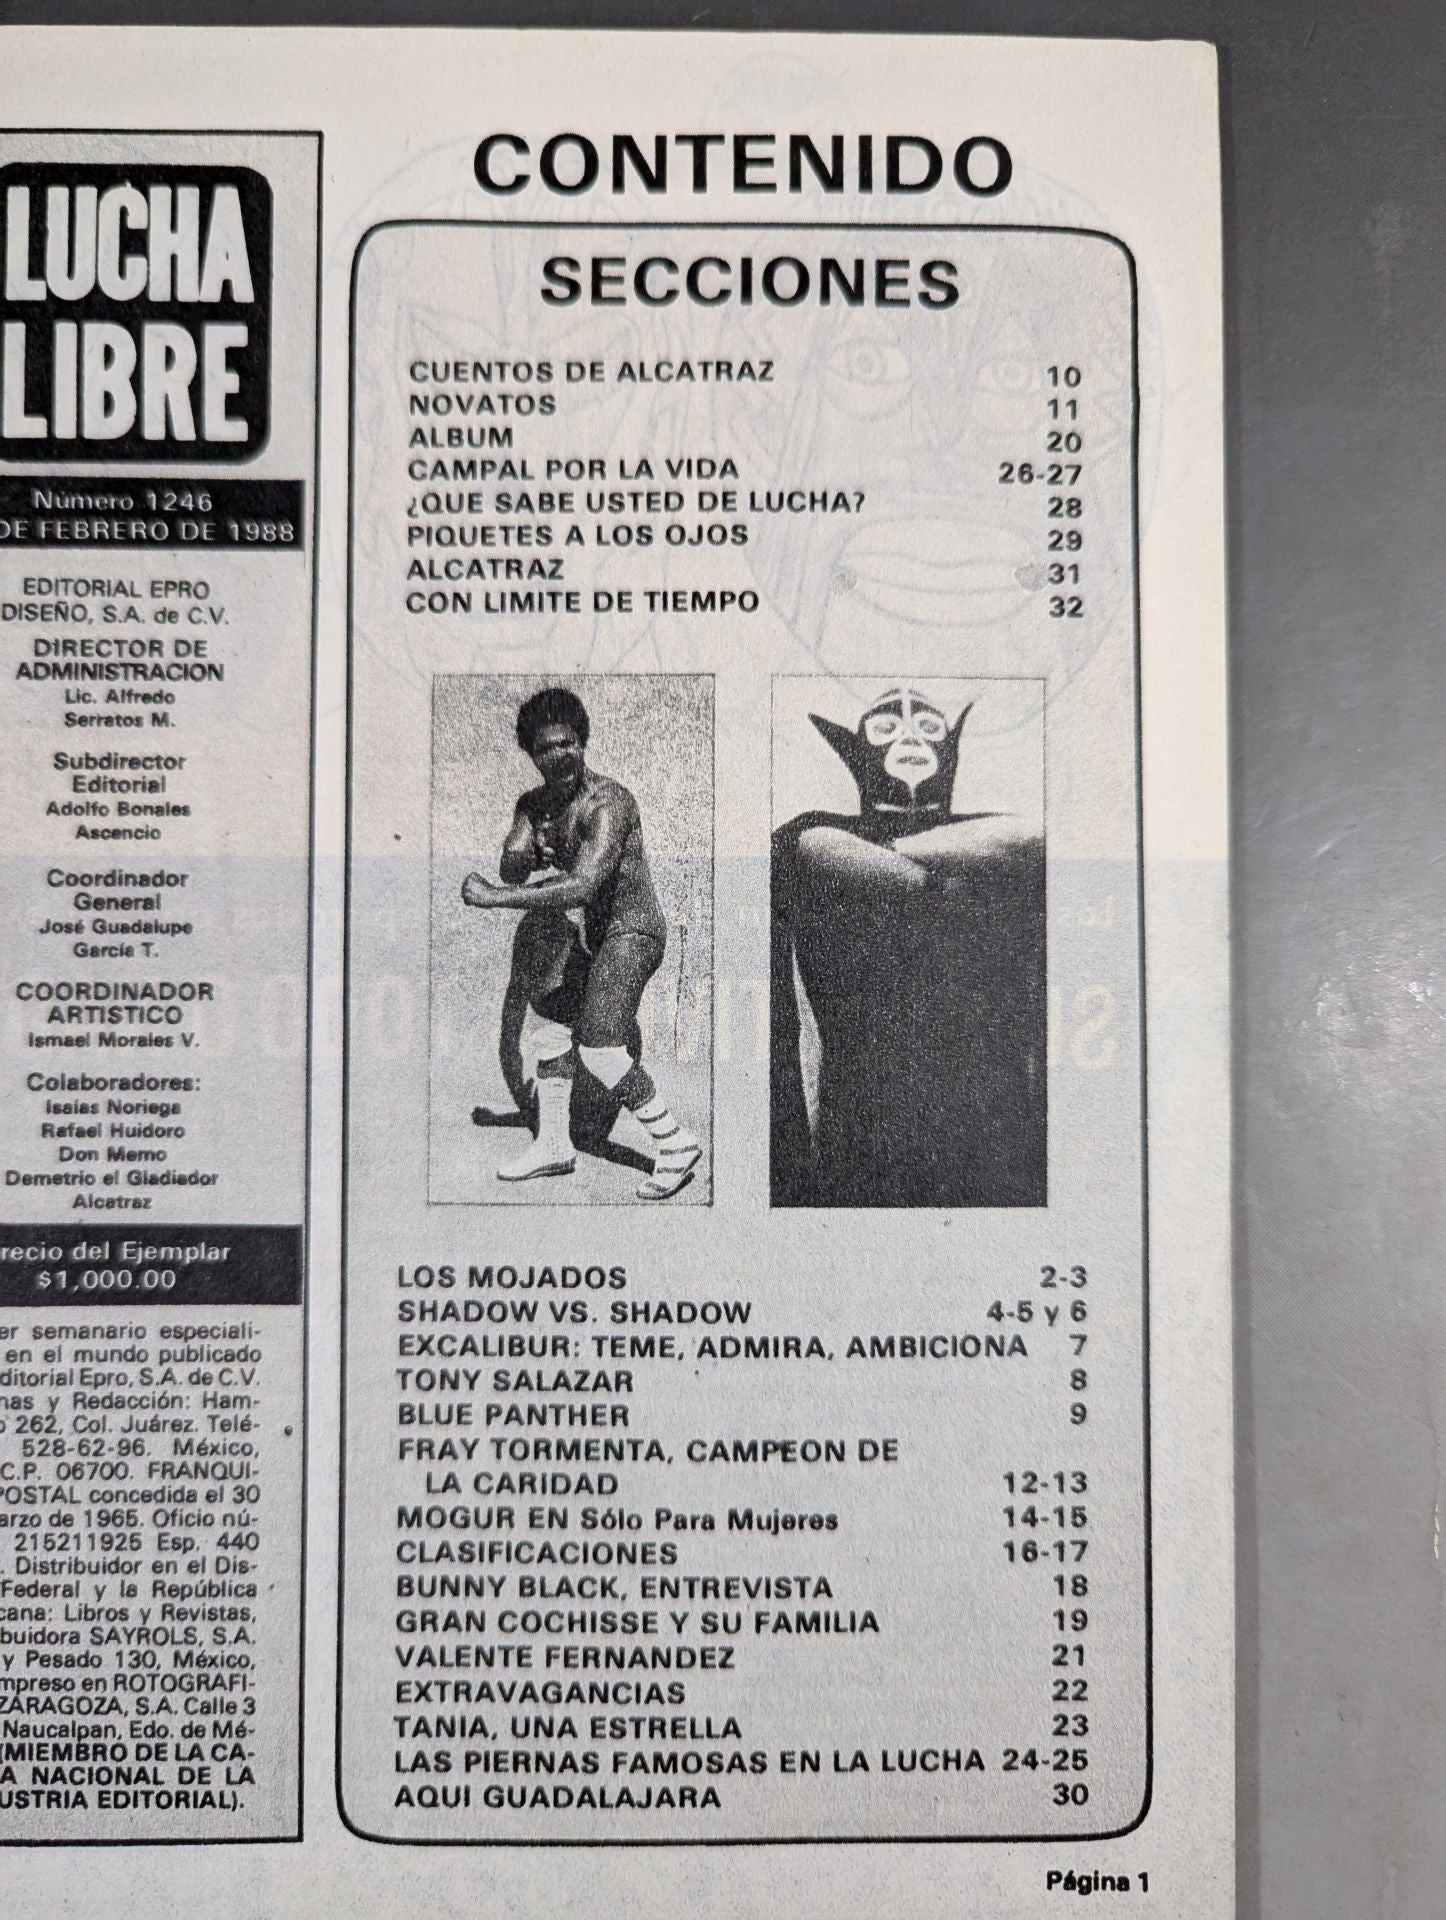 LUCHA
LIBRE
Número 1246
DE FEBRERO DE 1988
EDITORIAL EPRO
DISEÑO, S.A. de C.V.
DIRECTOR DE
ADMINISTRACION
Lic. Alfredo
Serratos M.
Subdirector
Editorial
Adolfo Bonales
Ascencio
Coordinador
General
José Guadalupe
García T.
COORDINADOR
ARTISTICO
Ismael Morales V.
Colaboradores:
Isaias Noriega
Rafael Huidoro
Don Memo
Demetrio el Gladiador
Alcatraz
recio del Ejemplar
$1,000.00
er semanario especiali-
en el mundo publicado
ditorial Epro, S.A. de C.V.
nas y Redacción: Ham-
o 262, Col. Juárez. Telé-
528-62-96. México,
C.P. 06700. FRANQUI-
POSTAL concedida el 30
arzo de 1965. Oficio nú-
215211925 Esp. 440
. Distribuidor en el Dis-
Federal y la República
cana: Libros y Revistas,
buidora SAYROLS, S.A.
y Pesado 130, México,
mpreso en ROTOGRAFI-
ZARAGOZA, S.A. Calle 3
Naucalpan, Edo. de Mé-
(MIEMBRO DE LA CA-
A NACIONAL DE LA
USTRIA EDITORIAL).
CONTENIDO
SECCIONES
CUENTOS DE ALCATRAZ 10
NOVATOS 11
ALBUM 20
CAMPAL POR LA VIDA 26-27
¿QUE SABE USTED DE LUCHA? 28
PIQUETES A LOS OJOS 29
ALCATRAZ 31
CON LIMITE DE TIEMPO 32
LOS MOJADOS 2-3
SHADOW VS. SHADOW 4-5 y 6
EXCALIBUR: TEME, ADMIRA, AMBICIONA 7
TONY SALAZAR 8
BLUE PANTHER 9
FRAY TORMENTA, CAMPEON DE
LA CARIDAD 12-13
MOGUR EN Sólo Para Mujeres 14-15
CLASIFICACIONES 16-17
BUNNY BLACK, ENTREVISTA 18
GRAN COCHISSE Y SU FAMILIA 19
VALENTE FERNANDEZ 21
EXTRAVAGANCIAS 22
TANIA, UNA ESTRELLA 23
LAS PIERNAS FAMOSAS EN LA LUCHA 24-25
AQUI GUADALAJARA 30
Página 1